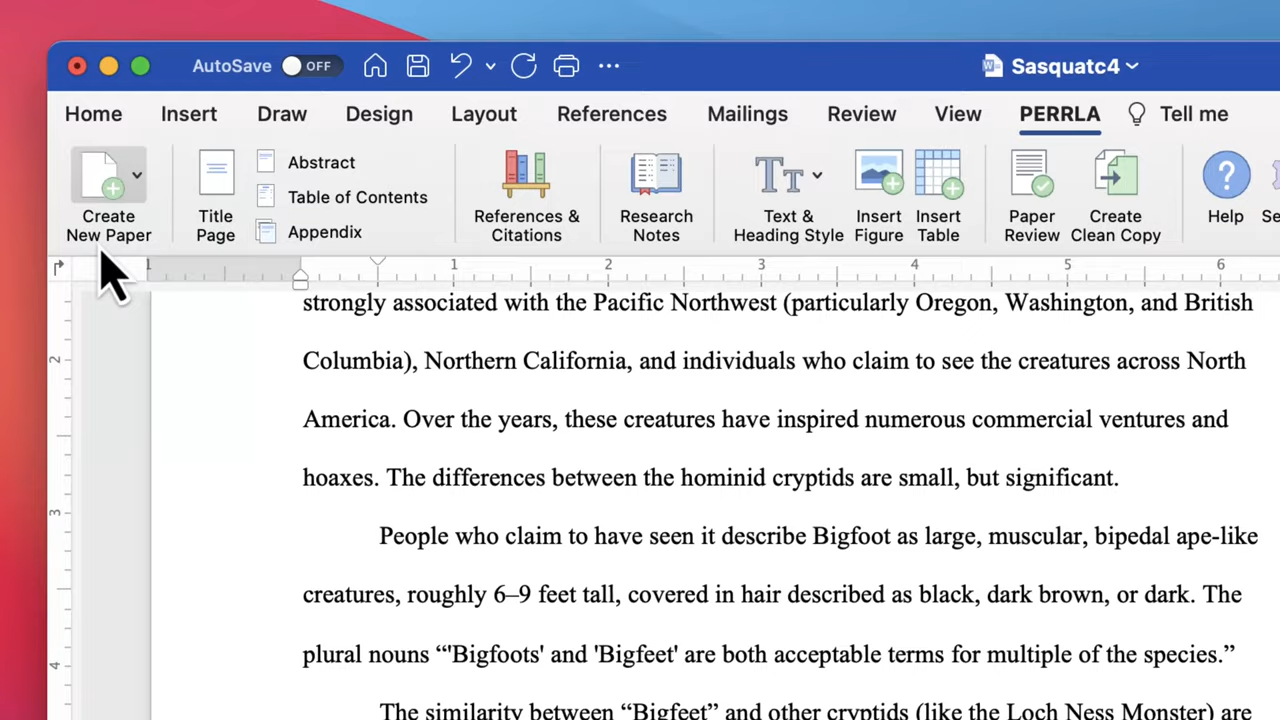 AutoSave OFF Sasquatc4
Home Insert Draw Design Layout References Mailings Review View PERRLA Tell me
Create New Paper
Title Page
Abstract
Table of Contents
Appendix
References & Citations
Research Notes
Text & Heading Style
Insert Figure
Insert Table
Paper Review
Create Clean Copy
Help
1 1 2 3 4 5 6
2
3
4
strongly associated with the Pacific Northwest (particularly Oregon, Washington, and British
Columbia), Northern California, and individuals who claim to see the creatures across North
America. Over the years, these creatures have inspired numerous commercial ventures and
hoaxes. The differences between the hominid cryptids are small, but significant.
People who claim to have seen it describe Bigfoot as large, muscular, bipedal ape-like
creatures, roughly 6–9 feet tall, covered in hair described as black, dark brown, or dark. The
plural nouns “'Bigfoots' and 'Bigfeet' are both acceptable terms for multiple of the species.”
The similarity between “Bigfeet” and other cryptids (like the Loch Ness Monster) are